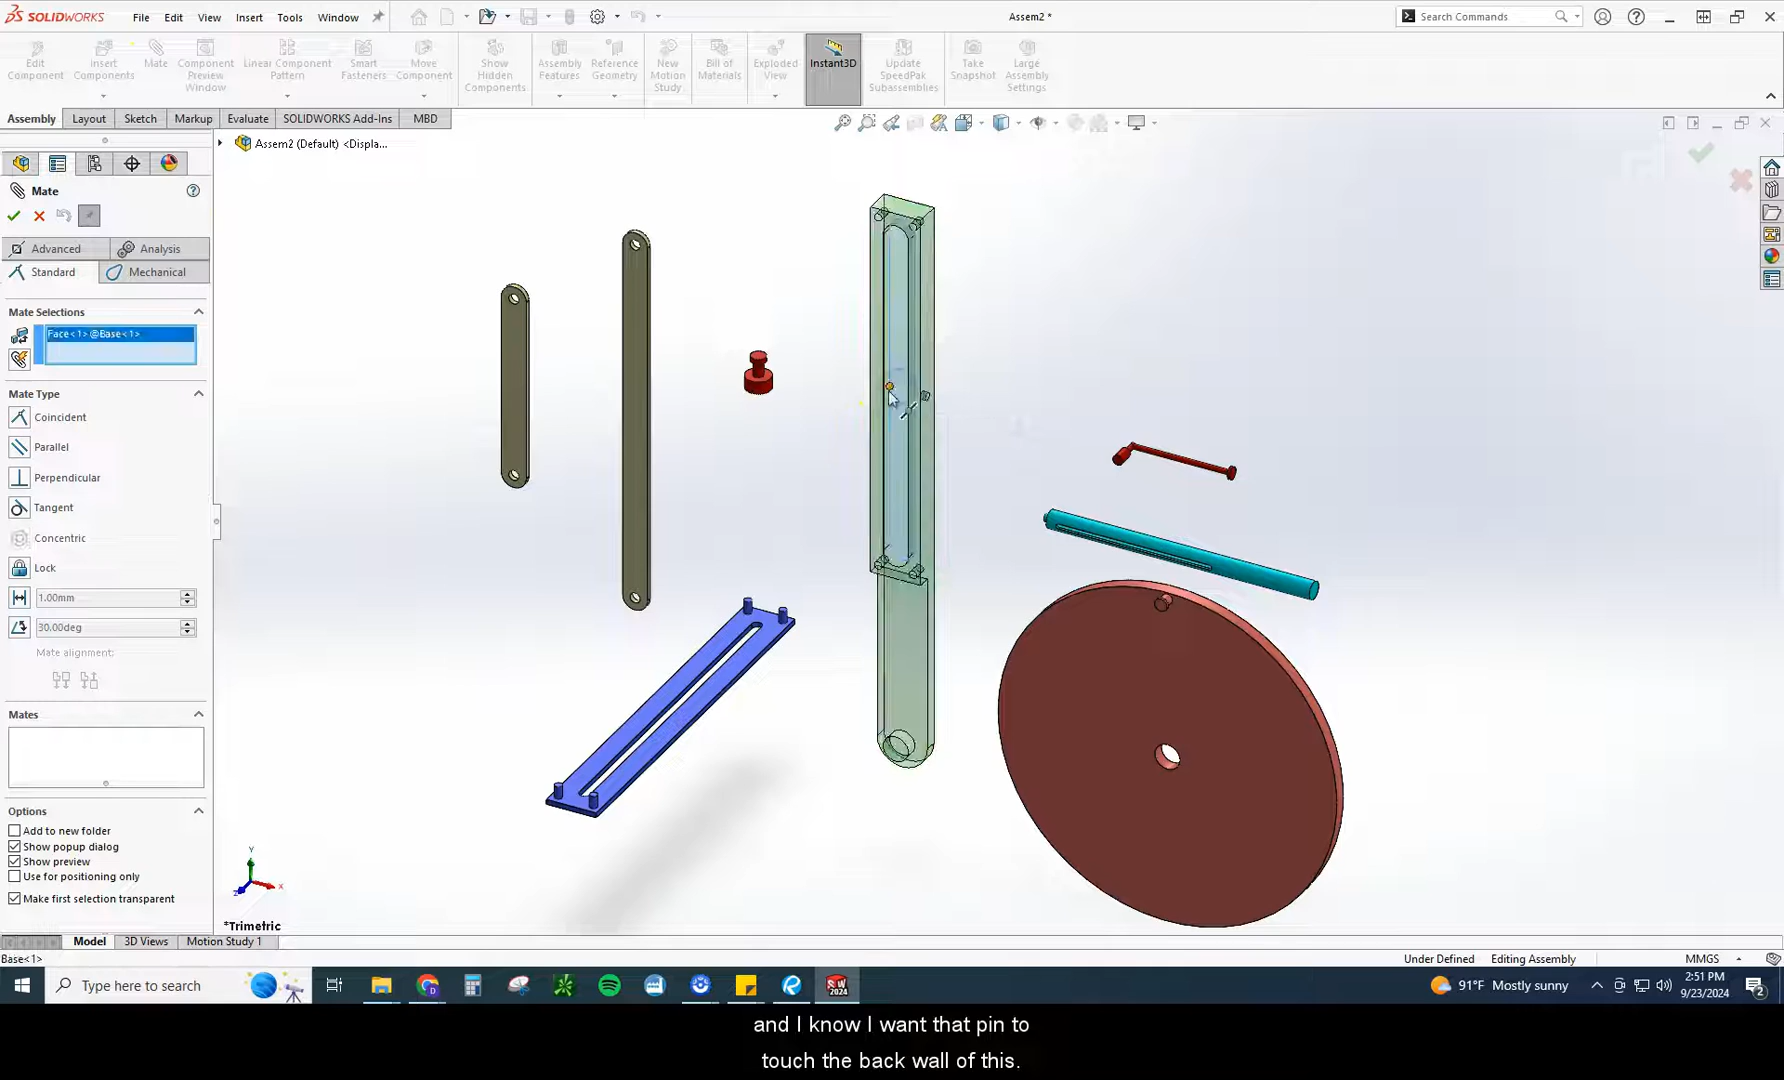 SOLIDWORKS File Edit View Insert Tools Window Assem2 * Search Commands
Edit Component
Insert Components
Mate
Component Preview Window
Linear Component Pattern
Smart Fasteners
Move Component
Show Hidden Components
Assembly Features
Reference Geometry
New Motion Study
Bill of Materials
Exploded View
Instant3D
Update SpeedPak Subassemblies
Take Snapshot
Large Assembly Settings
Assembly Layout Sketch Markup Evaluate SOLIDWORKS Add-Ins MBD
Assem2 (Default) <Displa...
Mate
Advanced Analysis
Standard Mechanical
Mate Selections
Face<1>@Base<1>
Mate Type
Coincident
Parallel
Perpendicular
Tangent
Concentric
Lock
1.00mm
30.00deg
Mate alignment:
Mates
Options
Add to new folder
Show popup dialog
Show preview
Use for positioning only
Make first selection transparent
Y
X
Z
*Trimetric
Model 3D Views Motion Study 1
Base<1> Under Defined Editing Assembly MMGS
Type here to search
SW
2024
91°F Mostly sunny
2:51 PM
9/23/2024
2
and I know I want that pin to
touch the back wall of this.